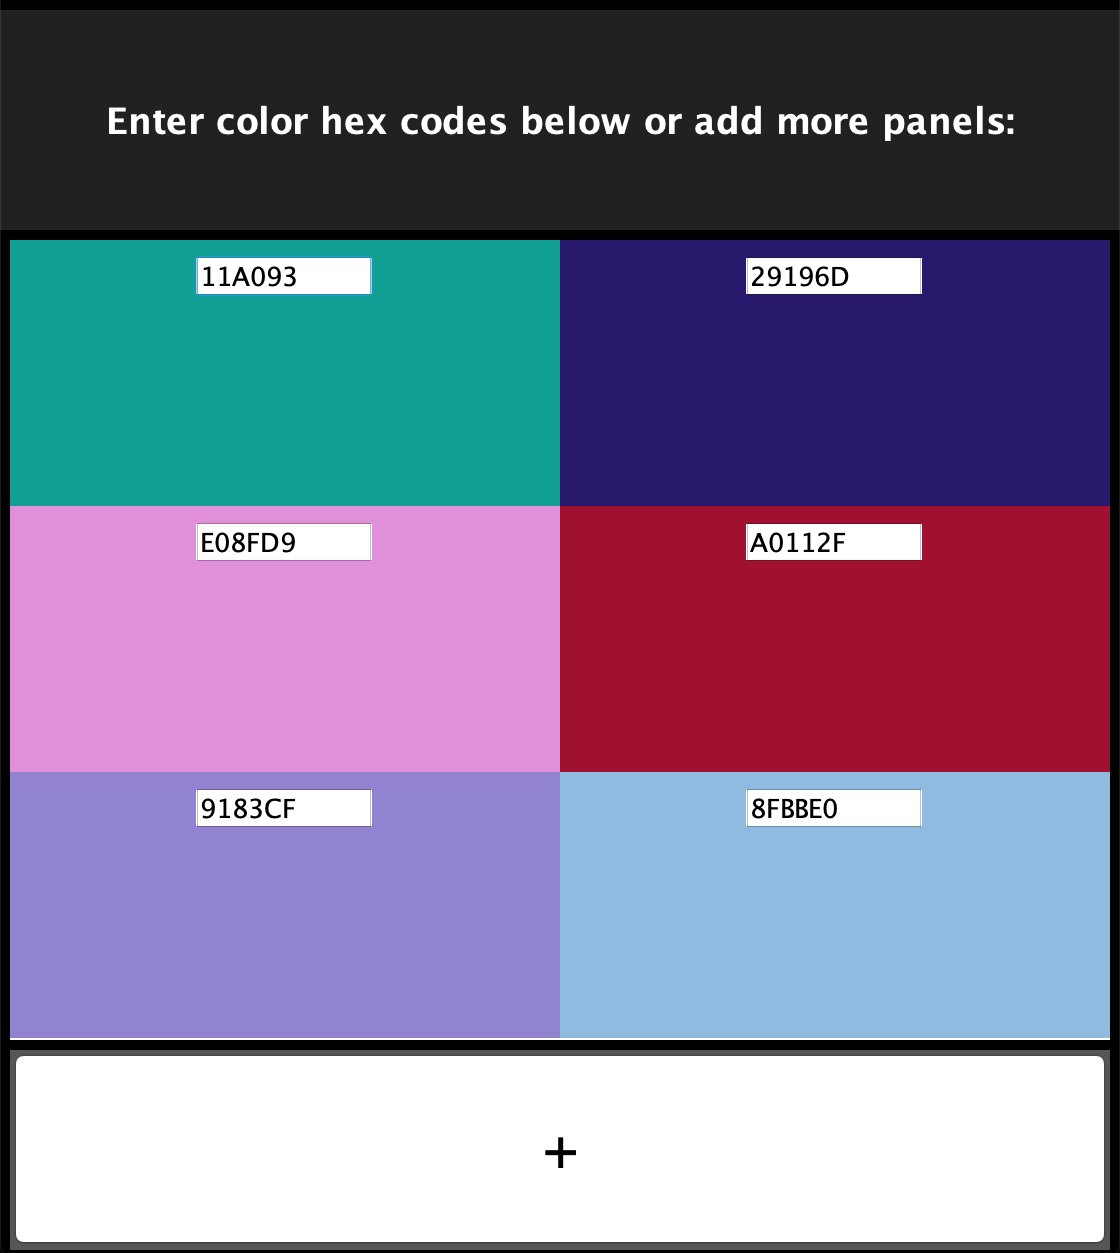 Enter color hex codes below or add more panels:
11A093
29196D
E08FD9
A0112F
9183CF
8FBBE0
+